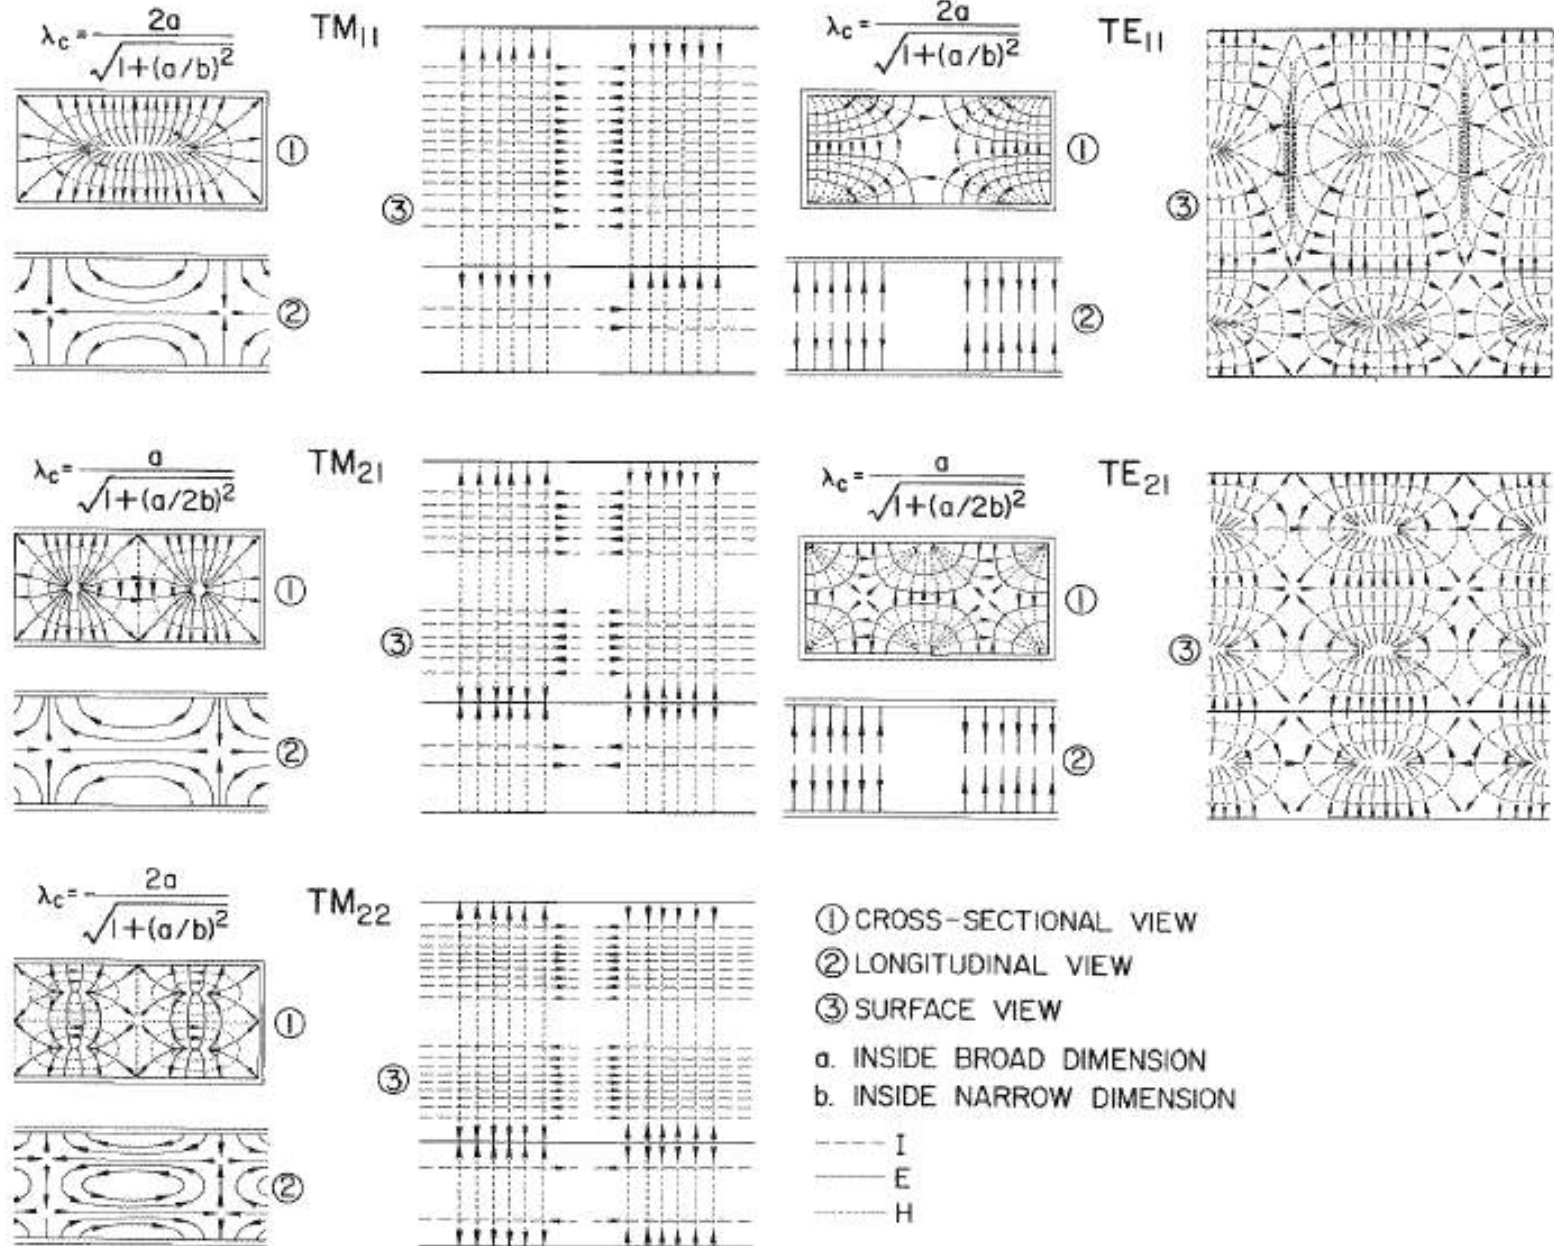 λc = 2a / √1+(a/b)²
TM₁₁
①
②
③
λc = 2a / √1+(a/b)²
TE₁₁
①
②
③
λc = a / √1+(a/2b)²
TM₂₁
①
②
③
λc = a / √1+(a/2b)²
TE₂₁
①
②
③
λc = 2a / √1+(a/b)²
TM₂₂
①
②
③
① CROSS-SECTIONAL VIEW
② LONGITUDINAL VIEW
③ SURFACE VIEW
a. INSIDE BROAD DIMENSION
b. INSIDE NARROW DIMENSION
I
E
H